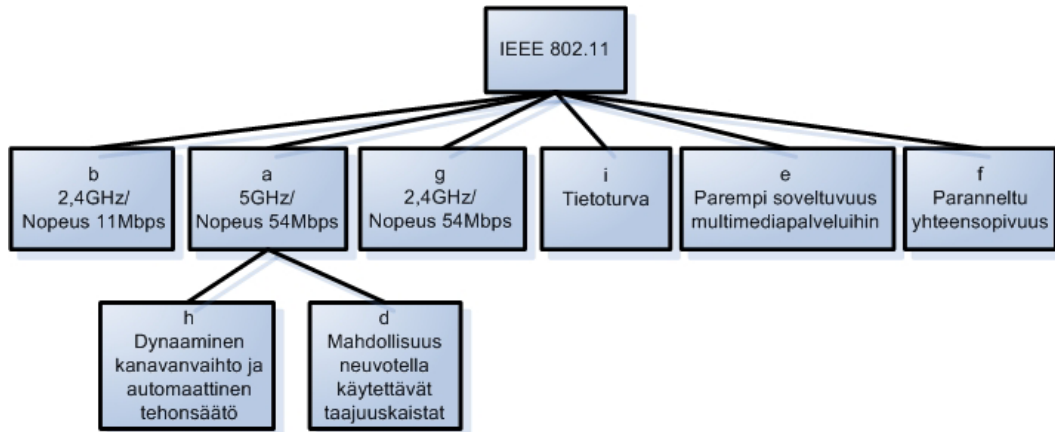 IEEE 802.11
b
2,4GHz/
Nopeus 11Mbps
a
5GHz/
Nopeus 54Mbps
g
2,4GHz/
Nopeus 54Mbps
i
Tietoturva
e
Parempi soveltuvuus
multimediapalveluihin
f
Paranneltu
yhteensopivuus
h
Dynaaminen
kanavanvaihto ja
automaattinen
tehonsäätö
d
Mahdollisuus
neuvotella
käytettävät
taajuuskaistat